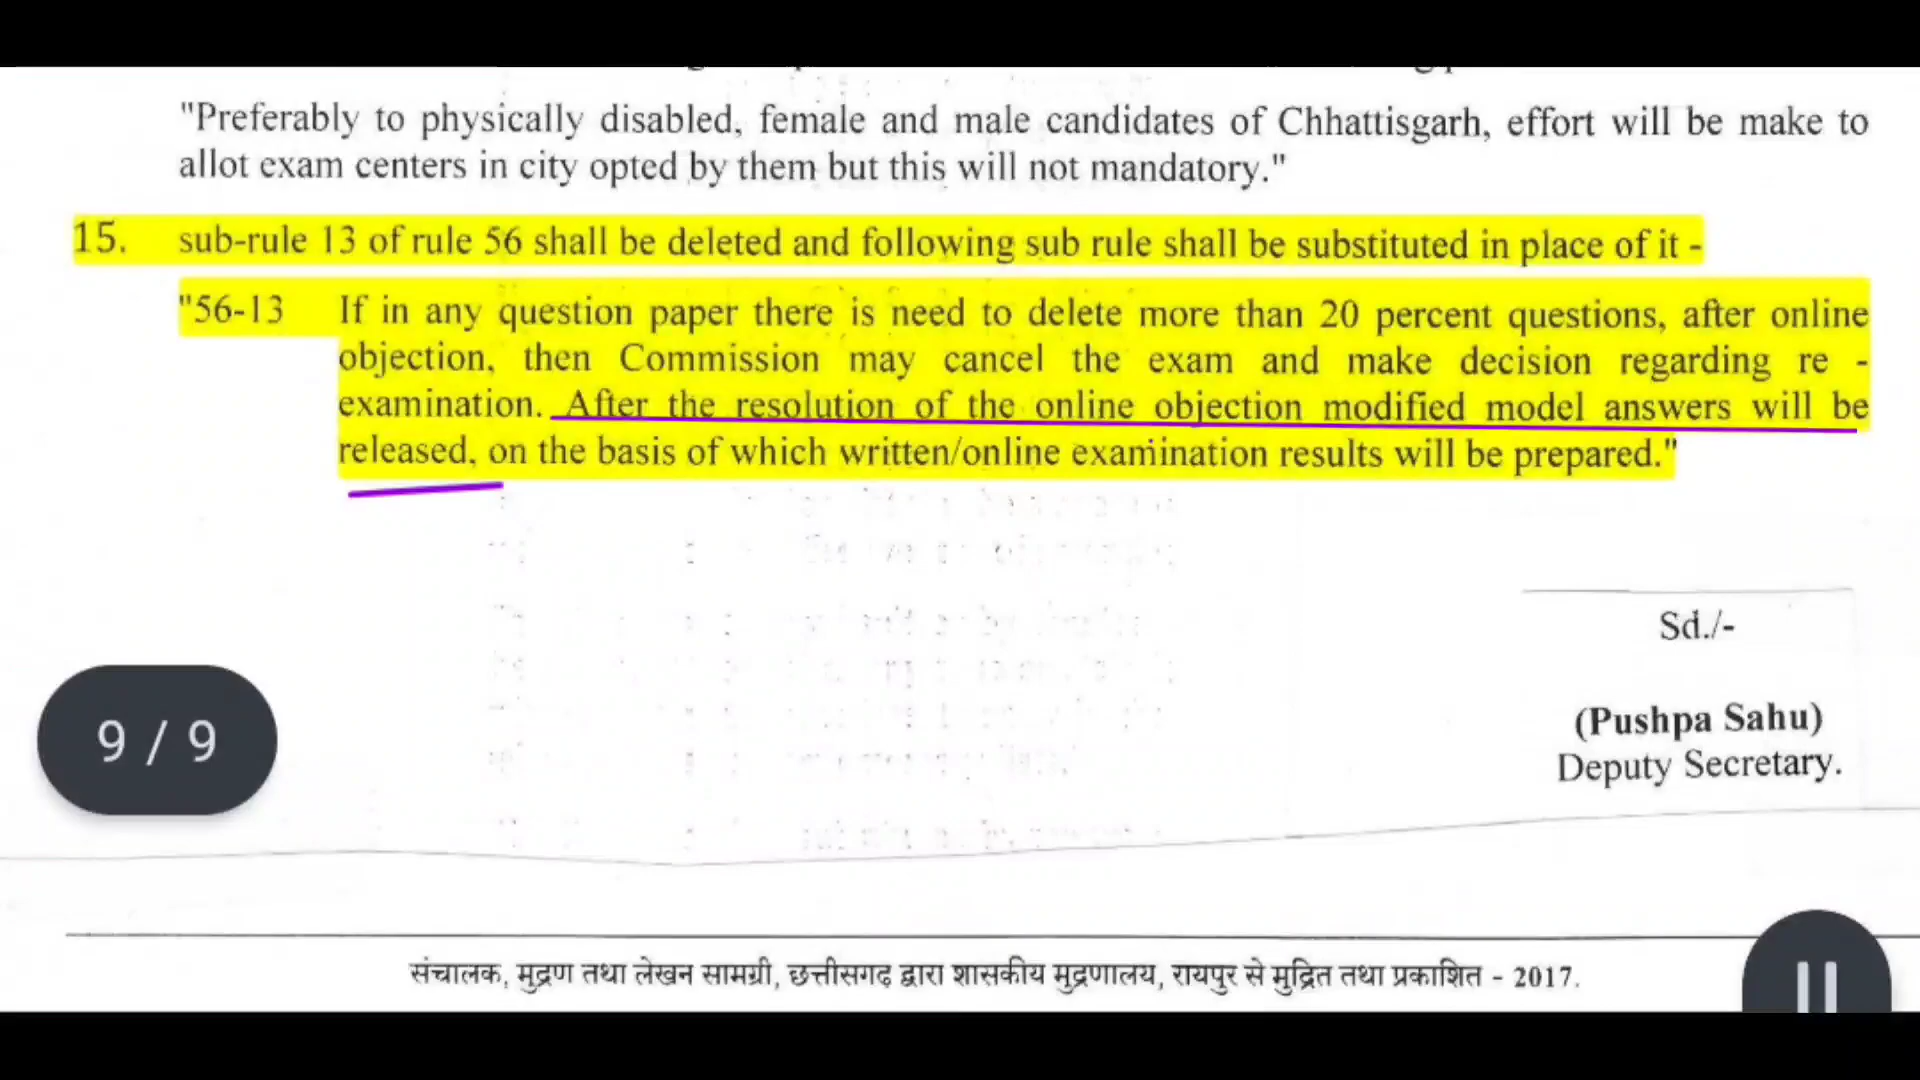 "Preferably to physically disabled, female and male candidates of Chhattisgarh, effort will be make to
allot exam centers in city opted by them but this will not mandatory."
15. sub-rule 13 of rule 56 shall be deleted and following sub rule shall be substituted in place of it -
"56-13 If in any question paper there is need to delete more than 20 percent questions, after online
objection, then Commission may cancel the exam and make decision regarding re -
examination. After the resolution of the online objection modified model answers will be
released, on the basis of which written/online examination results will be prepared."
Sd./-
(Pushpa Sahu)
Deputy Secretary.
9 / 9
संचालक, मुद्रण तथा लेखन सामग्री, छत्तीसगढ़ द्वारा शासकीय मुद्रणालय, रायपुर से मुद्रित तथा प्रकाशित - 2017.